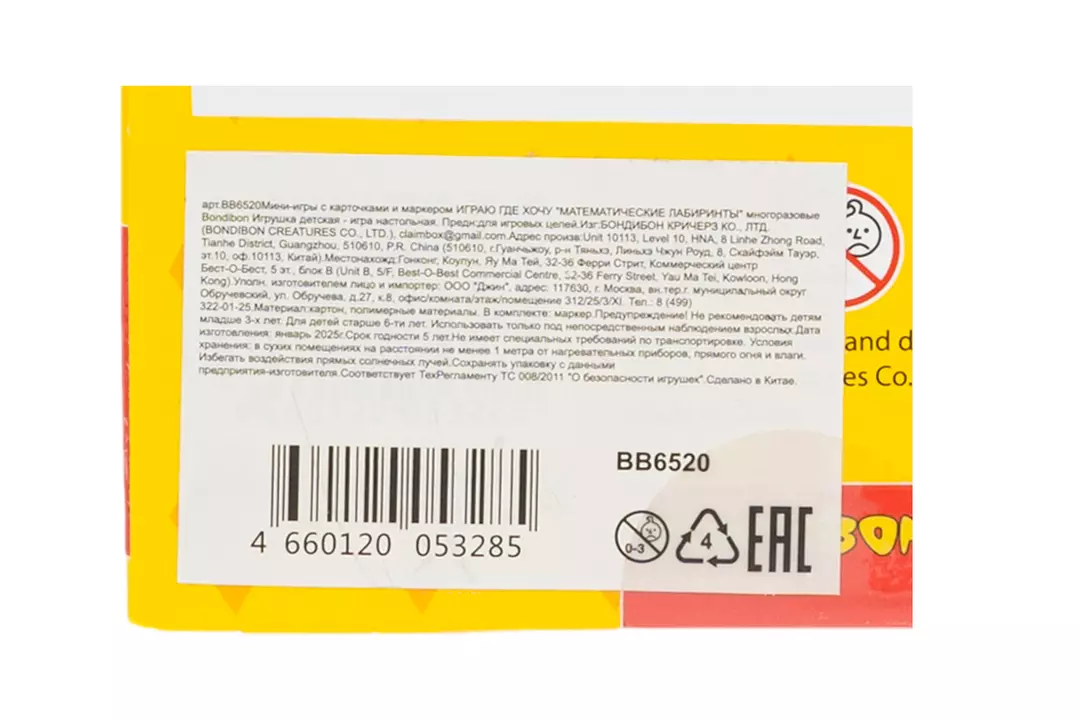 арт.BB6520Мини-игры с карточками и маркером ИГРАЮ ГДЕ ХОЧУ "МАТЕМАТИЧЕСКИЕ ЛАБИРИНТЫ" многоразовые
Bondibon Игрушка детская - игра настольная. Предн:для игровых целей.Изг:БОНДИБОН КРИЧЕРЗ КО., ЛТД.
(BONDIBON CREATURES CO., LTD.), claimbox@gmail.com.Адрес произв:Unit 10113, Level 10, HNA, 8 Linhe Zhong Road,
Tianhe District, Guangzhou, 510610, P.R. China (510610, г.Гуанчжоу, р-н Тяньхэ, Линьхэ Чжун Роуд, 8, Скайфэйм Тауэр,
эт.10, оф.10113, Китай).Местонахожд:Гонконг, Коулун, Яу Ма Тей, 32-36 Ферри Стрит, Коммерческий центр
Бест-О-Бест, 5 эт., блок В (Unit B, 5/F, Best-O-Best Commercial Centre, 32-36 Ferry Street, Yau Ma Tei, Kowloon, Hong
Kong).Уполн. изготовителем лицо и импортер: ООО "Джин", адрес: 117630, г. Москва, вн.тер.г. муниципальный округ
Обручевский, ул. Обручева, д.27, к.8, офис/комната/этаж/помещение 312/25/3/XI. Тел.: 8 (499)
322-01-25.Материал:картон, полимерные материалы. В комплекте: маркер.Предупреждение! Не рекомендовать детям
младше 3-х лет. Для детей старше 6-ти лет. Использовать только под непосредственным наблюдением взрослых.Дата
изготовления: январь 2025г.Срок годности 5 лет.Не имеет специальных требований по транспортировке. Условия
хранения: в сухих помещениях на расстоянии не менее 1 метра от нагревательных приборов, прямого огня и влаги.
Избегать воздействия прямых солнечных лучей.Сохранять упаковку с данными
предприятия-изготовителя.Соответствует ТехРегламенту ТС 008/2011 "О безопасности игрушек".Сделано в Китае.
and d
es Co.
BB6520
4 660120 053285
0-3
4
EAC
BON